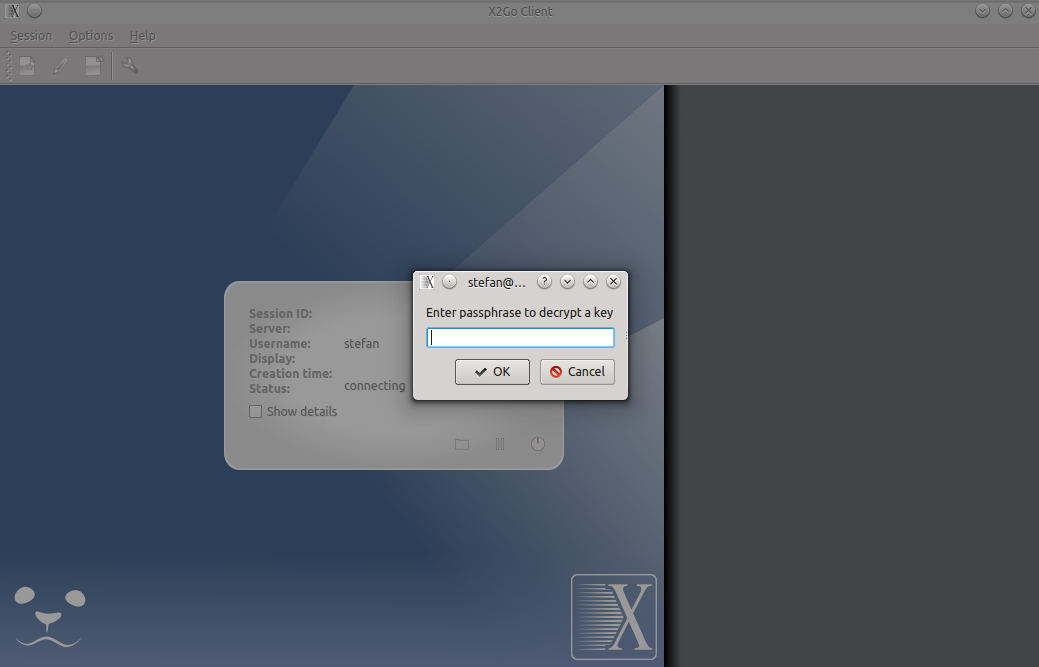 X2Go Client
Session Options Help
stefan@...
Enter passphrase to decrypt a key
OK Cancel
Session ID:
Server:
Username: stefan
Display:
Creation time:
Status: connecting
Show details
X